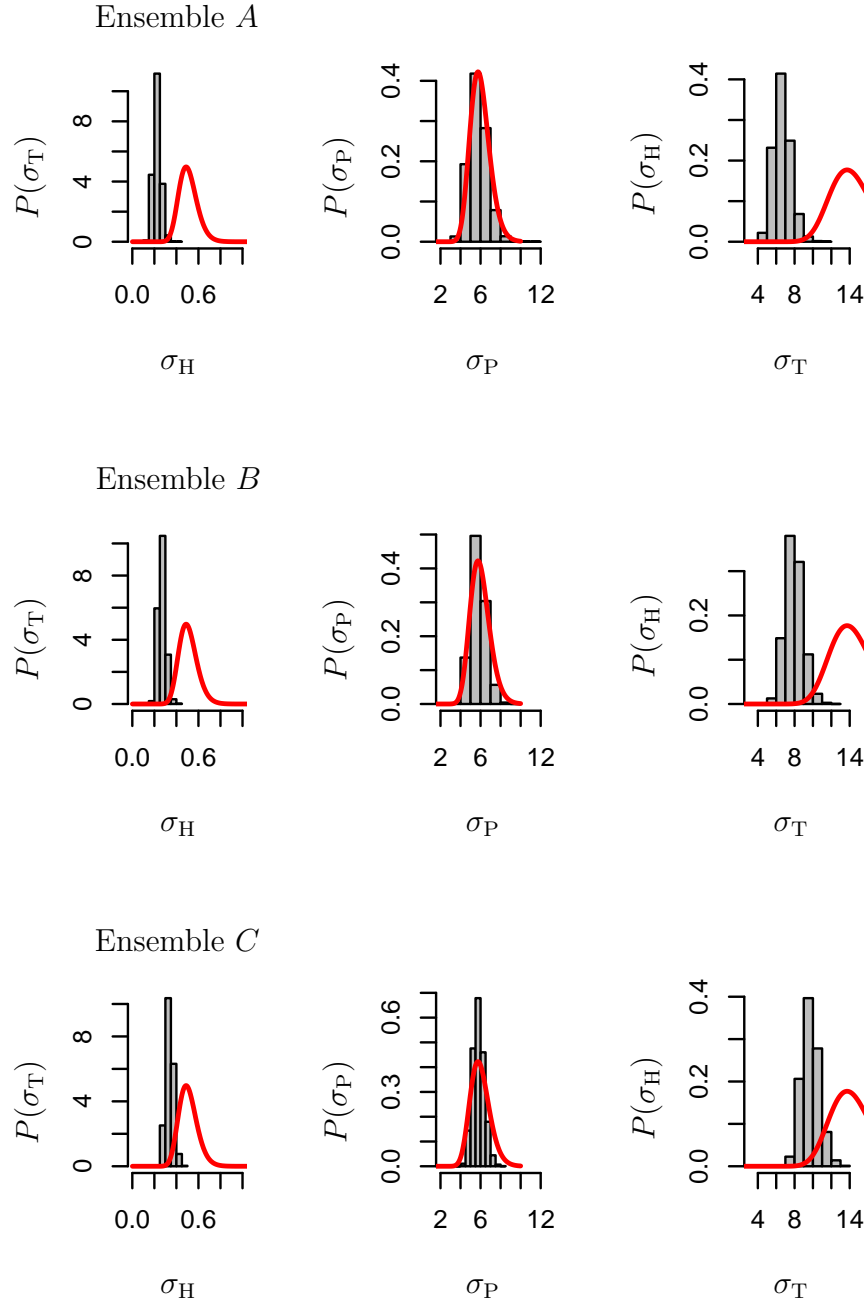 Ensemble A
P(σ_T) 0 4 8
0.0 0.6
σ_H
P(σ_P) 0.0 0.2 0.4
2 6 12
σ_P
P(σ_H) 0.0 0.2 0.4
4 8 14
σ_T
Ensemble B
P(σ_T) 0 4 8
0.0 0.6
σ_H
P(σ_P) 0.0 0.2 0.4
2 6 12
σ_P
P(σ_H) 0.0 0.2
4 8 14
σ_T
Ensemble C
P(σ_T) 0 4 8
0.0 0.6
σ_H
P(σ_P) 0.0 0.3 0.6
2 6 12
σ_P
P(σ_H) 0.0 0.2 0.4
4 8 14
σ_T